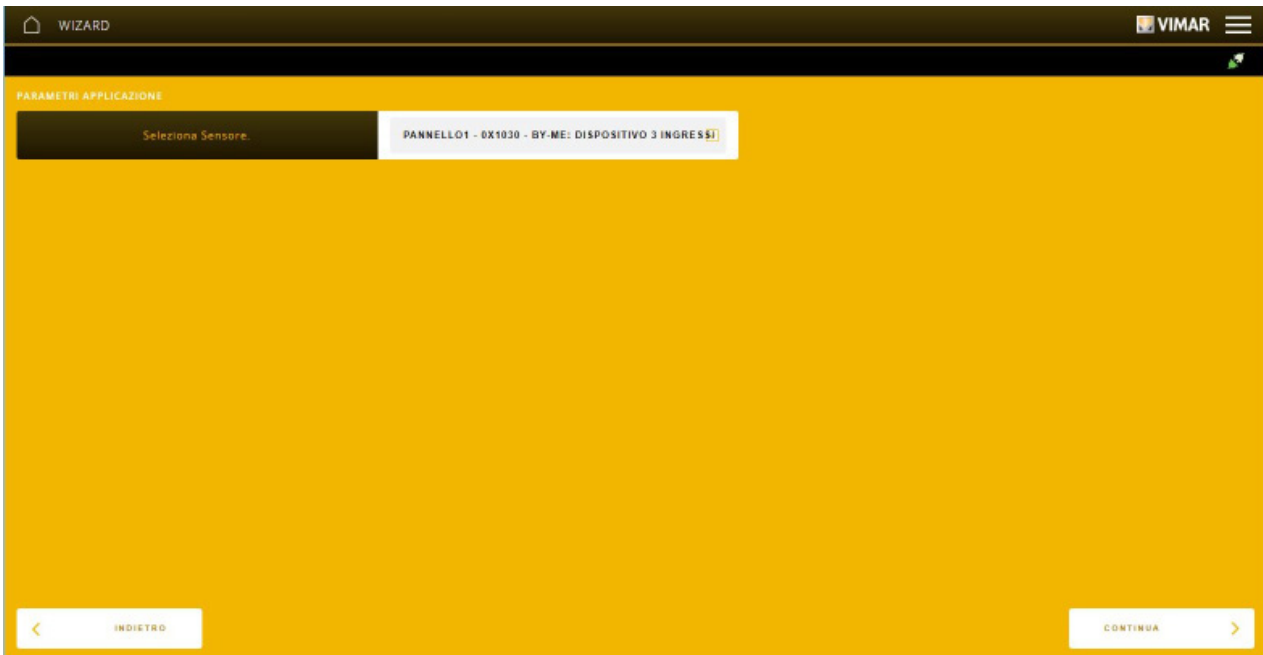 WIZARD
VIMAR
PARAMETRI APPLICAZIONE
Seleziona Sensore.
PANNELLO1 - 0X1030 - BY-ME: DISPOSITIVO 3 INGRESSI
INDIETRO
CONTINUA